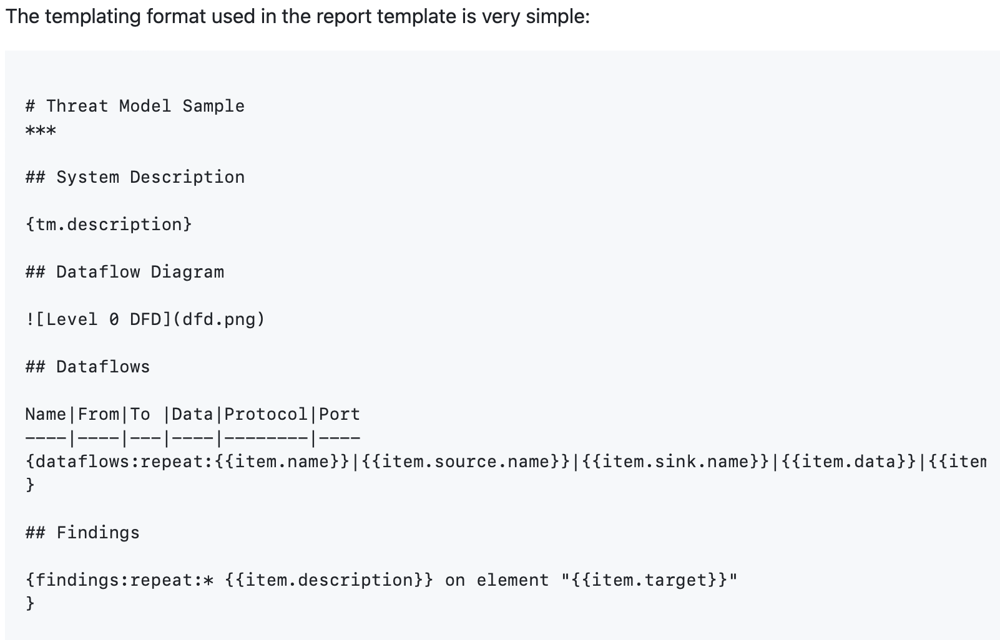 The templating format used in the report template is very simple:
# Threat Model Sample
***
## System Description
{tm.description}
## Dataflow Diagram
![Level 0 DFD](dfd.png)
## Dataflows
Name|From|To |Data|Protocol|Port
----|----|---|----|--------|----
{dataflows:repeat:{{item.name}}|{{item.source.name}}|{{item.sink.name}}|{{item.data}}|{{item
}
## Findings
{findings:repeat:* {{item.description}} on element "{{item.target}}"
}